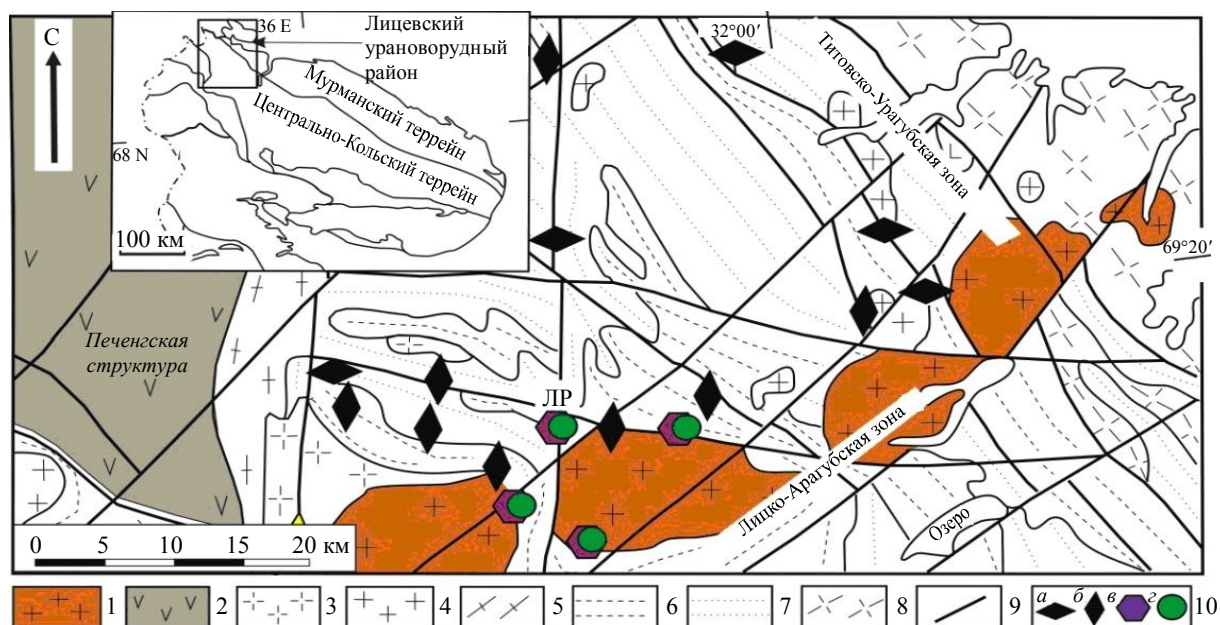 С
36 E
Лицевский
урановорудный
район
Мурманский террейн
Центрально-Кольский террейн
68 N
100 км
32°00′
Титовско-Урагубская зона
69°20′
Печенгская
структура
ЛР
Лицко-Арагубская зона
Озеро
0 5 10 15 20 км
1 2 3 4 5 6 7 8 9 а б в г 10